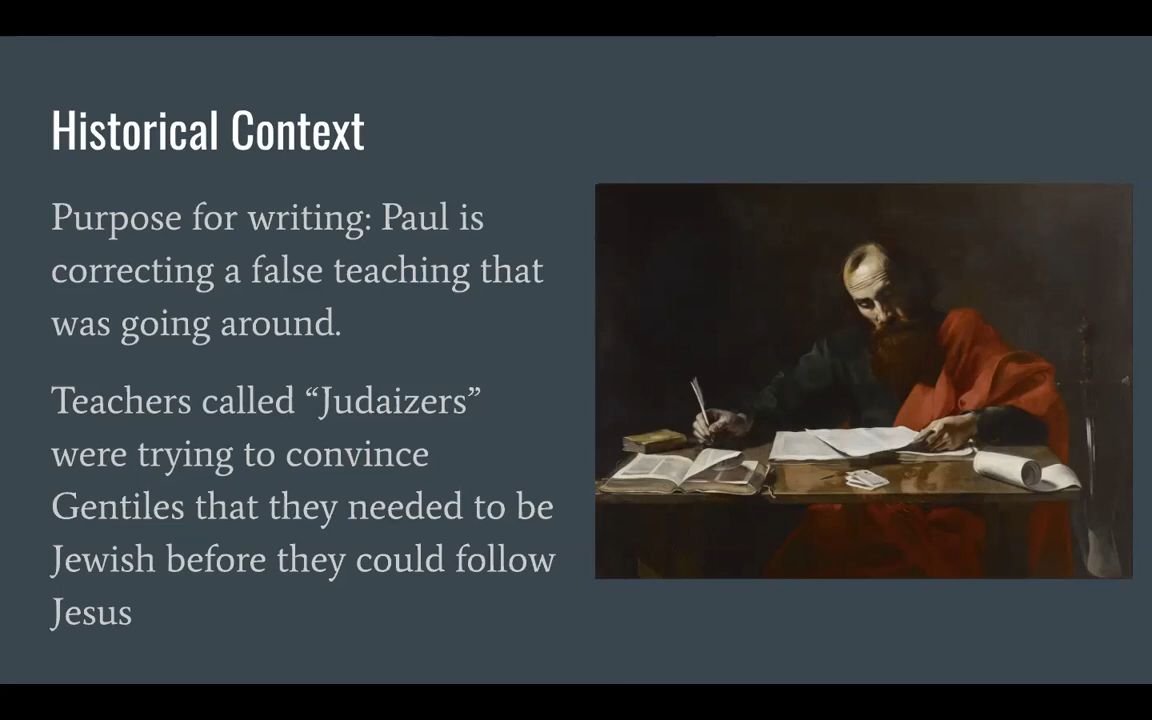 Historical Context
Purpose for writing: Paul is
correcting a false teaching that
was going around.
Teachers called “Judaizers”
were trying to convince
Gentiles that they needed to be
Jewish before they could follow
Jesus